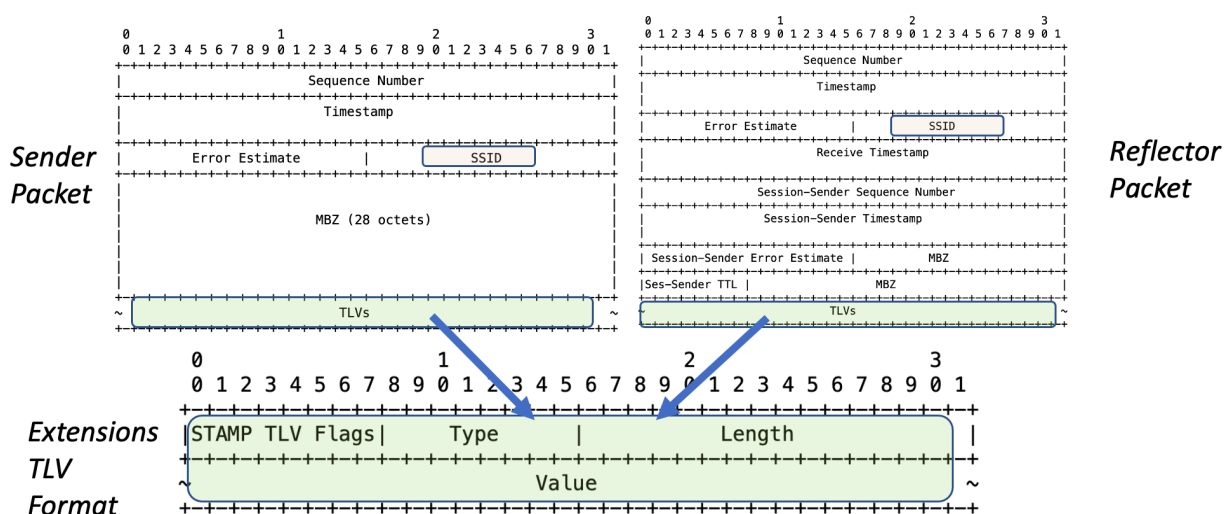 Sender
Packet
0                   1                   2                   3
0 1 2 3 4 5 6 7 8 9 0 1 2 3 4 5 6 7 8 9 0 1 2 3 4 5 6 7 8 9 0 1
+-+-+-+-+-+-+-+-+-+-+-+-+-+-+-+-+-+-+-+-+-+-+-+-+-+-+-+-+-+-+-+-+
| Sequence Number |
+-+-+-+-+-+-+-+-+-+-+-+-+-+-+-+-+-+-+-+-+-+-+-+-+-+-+-+-+-+-+-+-+
| Timestamp |
| |
+-+-+-+-+-+-+-+-+-+-+-+-+-+-+-+-+-+-+-+-+-+-+-+-+-+-+-+-+-+-+-+-+
| Error Estimate | SSID |
+-+-+-+-+-+-+-+-+-+-+-+-+-+-+-+-+-+-+-+-+-+-+-+-+-+-+-+-+-+-+-+-+
| MBZ (28 octets) |
+-+-+-+-+-+-+-+-+-+-+-+-+-+-+-+-+-+-+-+-+-+-+-+-+-+-+-+-+-+-+-+-+
~ TLVs ~
+-+-+-+-+-+-+-+-+-+-+-+-+-+-+-+-+-+-+-+-+-+-+-+-+-+-+-+-+-+-+-+-+
0                   1                   2                   3
0 1 2 3 4 5 6 7 8 9 0 1 2 3 4 5 6 7 8 9 0 1 2 3 4 5 6 7 8 9 0 1
+-+-+-+-+-+-+-+-+-+-+-+-+-+-+-+-+-+-+-+-+-+-+-+-+-+-+-+-+-+-+-+-+
| Sequence Number |
+-+-+-+-+-+-+-+-+-+-+-+-+-+-+-+-+-+-+-+-+-+-+-+-+-+-+-+-+-+-+-+-+
| Timestamp |
| |
+-+-+-+-+-+-+-+-+-+-+-+-+-+-+-+-+-+-+-+-+-+-+-+-+-+-+-+-+-+-+-+-+
| Error Estimate | SSID |
+-+-+-+-+-+-+-+-+-+-+-+-+-+-+-+-+-+-+-+-+-+-+-+-+-+-+-+-+-+-+-+-+
| Receive Timestamp |
| |
+-+-+-+-+-+-+-+-+-+-+-+-+-+-+-+-+-+-+-+-+-+-+-+-+-+-+-+-+-+-+-+-+
| Session-Sender Sequence Number |
+-+-+-+-+-+-+-+-+-+-+-+-+-+-+-+-+-+-+-+-+-+-+-+-+-+-+-+-+-+-+-+-+
| Session-Sender Timestamp |
| |
+-+-+-+-+-+-+-+-+-+-+-+-+-+-+-+-+-+-+-+-+-+-+-+-+-+-+-+-+-+-+-+-+
| Session-Sender Error Estimate | MBZ |
+-+-+-+-+-+-+-+-+-+-+-+-+-+-+-+-+-+-+-+-+-+-+-+-+-+-+-+-+-+-+-+-+
|Ses-Sender TTL | MBZ |
+-+-+-+-+-+-+-+-+-+-+-+-+-+-+-+-+-+-+-+-+-+-+-+-+-+-+-+-+-+-+-+-+
~ TLVs ~
+-+-+-+-+-+-+-+-+-+-+-+-+-+-+-+-+-+-+-+-+-+-+-+-+-+-+-+-+-+-+-+-+
Reflector
Packet
Extensions
TLV
Format
0                   1                   2                   3
0 1 2 3 4 5 6 7 8 9 0 1 2 3 4 5 6 7 8 9 0 1 2 3 4 5 6 7 8 9 0 1
+-+-+-+-+-+-+-+-+-+-+-+-+-+-+-+-+-+-+-+-+-+-+-+-+-+-+-+-+-+-+-+-+
|STAMP TLV Flags| Type | Length |
+-+-+-+-+-+-+-+-+-+-+-+-+-+-+-+-+-+-+-+-+-+-+-+-+-+-+-+-+-+-+-+-+
~ Value ~
+-+-+-+-+-+-+-+-+-+-+-+-+-+-+-+-+-+-+-+-+-+-+-+-+-+-+-+-+-+-+-+-+